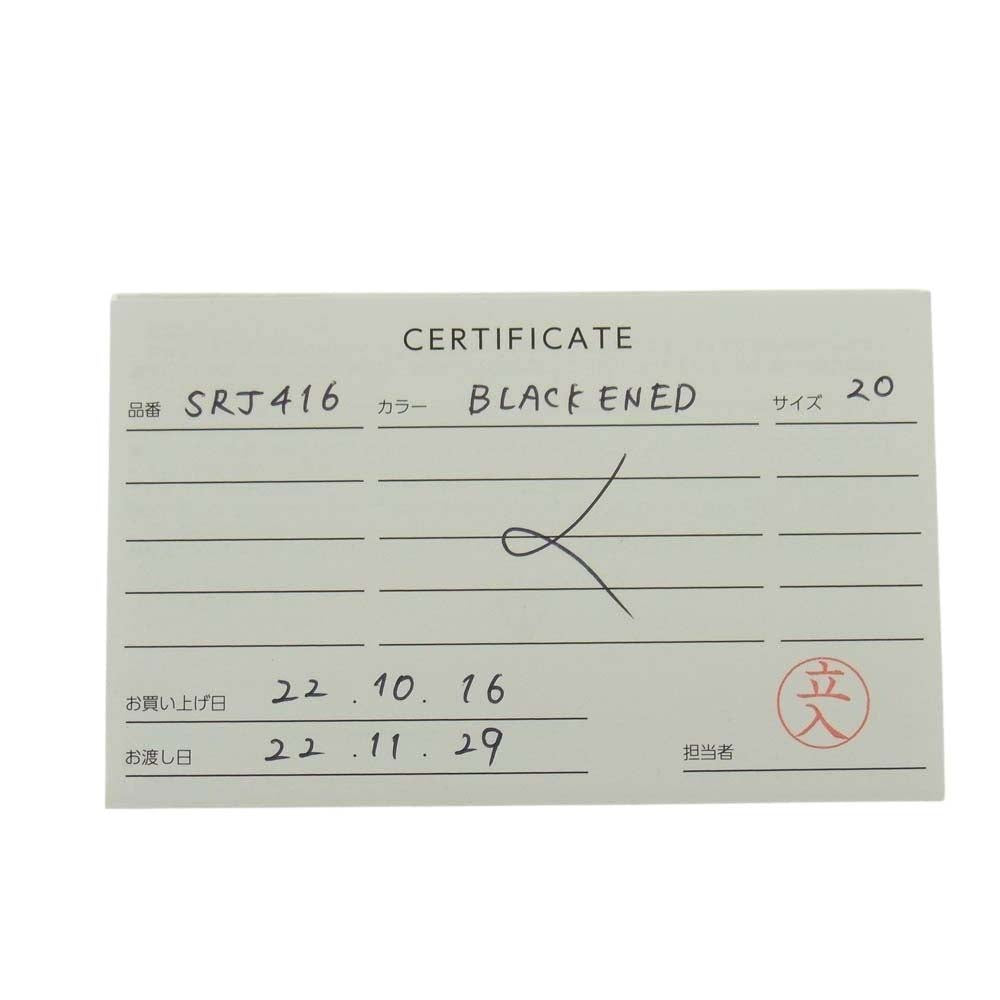 CERTIFICATE
品番 SRJ416 カラー BLACKENED サイズ 20
お買い上げ日 22.10.16
お渡し日 22.11.29 担当者 立入